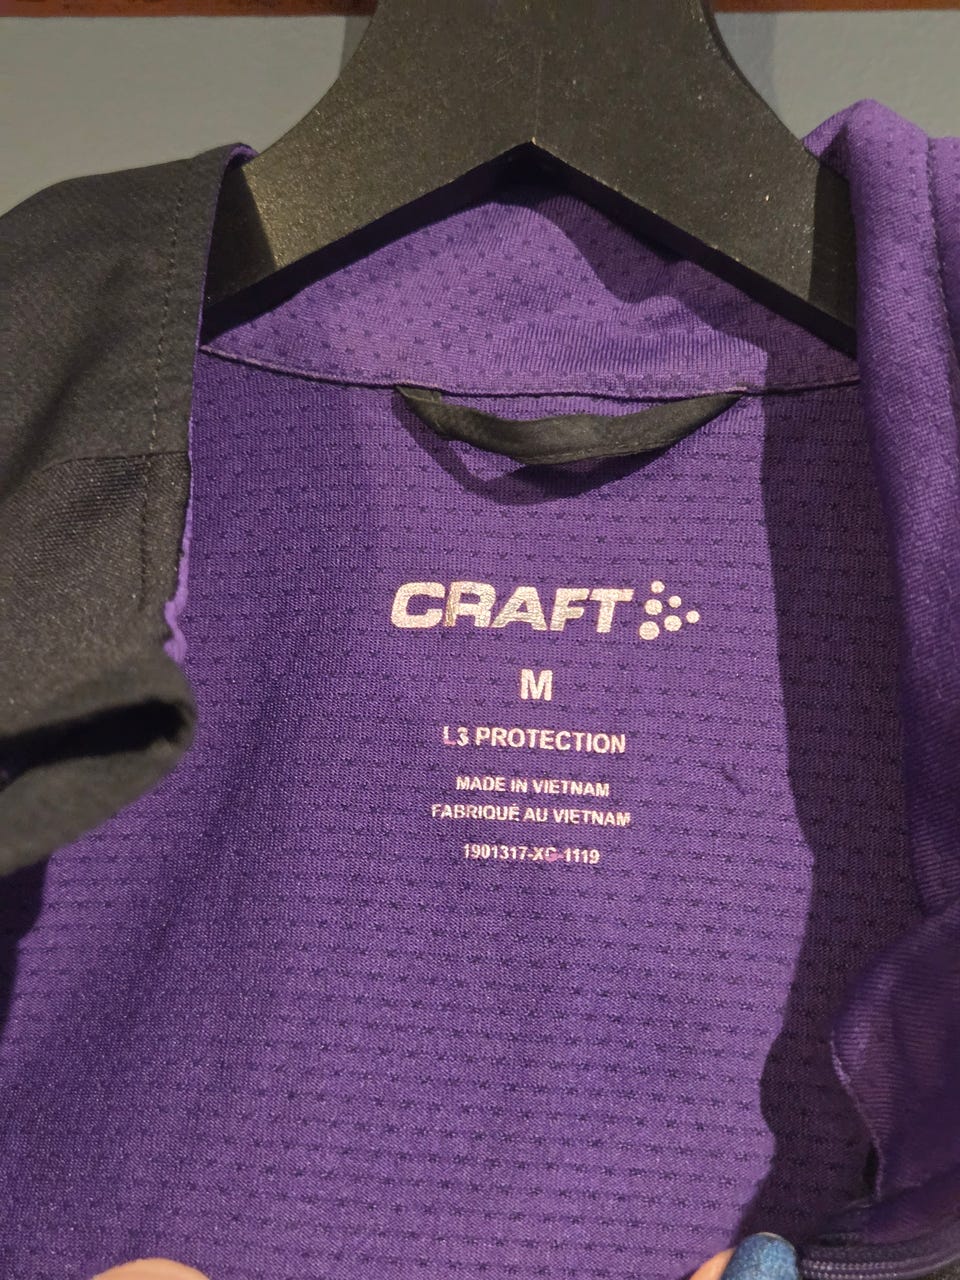 CRAFT
M
L3 PROTECTION
MADE IN VIETNAM
FABRIQUÉ AU VIETNAM
1901317-XC-1119